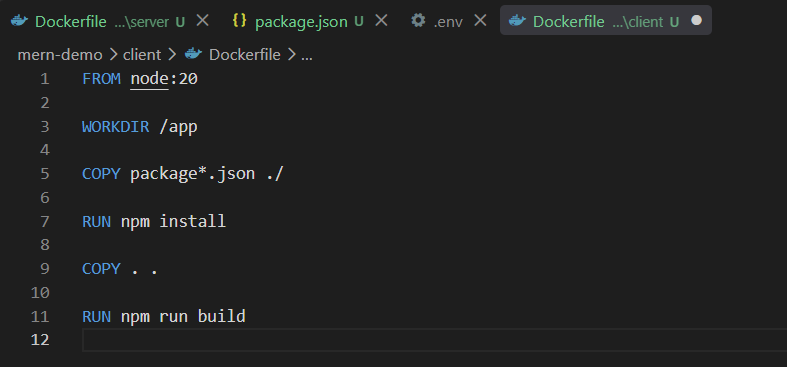 Dockerfile ...\server U
{} package.json U
.env
Dockerfile ...\client U
mern-demo > client > Dockerfile > ...
1 FROM node:20
2
3 WORKDIR /app
4
5 COPY package*.json ./
6
7 RUN npm install
8
9 COPY . .
10
11 RUN npm run build
12